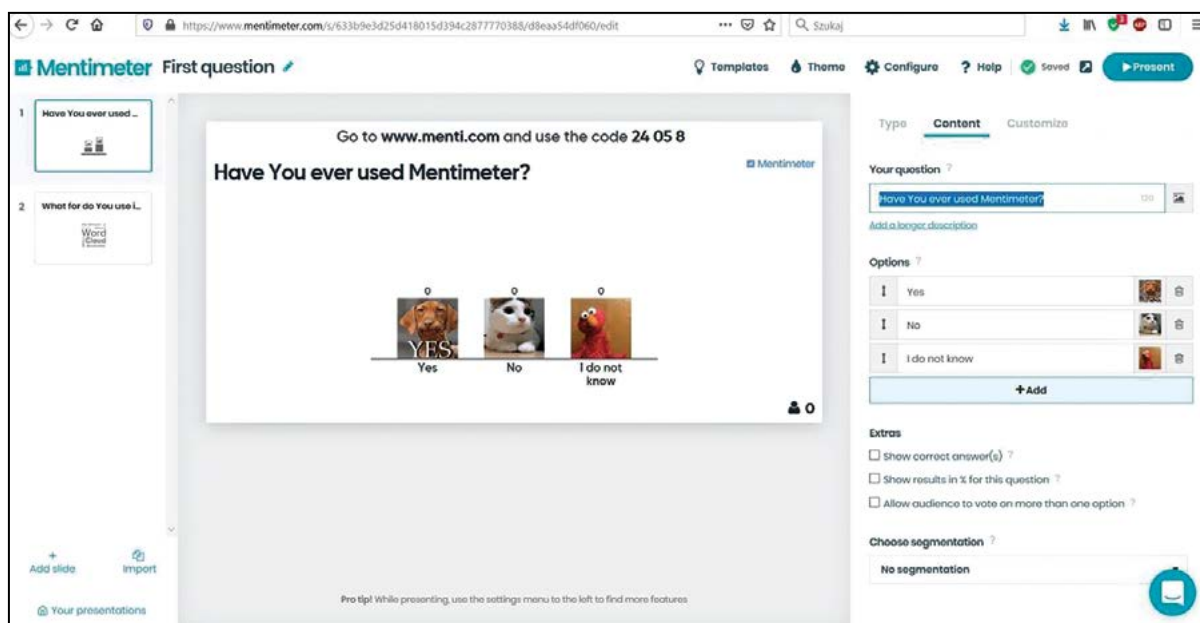 https://www.mentimeter.com/s/633b9e3d25d418015d394c2877770388/d8eaa54df060/edit
Szukaj
3
Mentimeter First question
Templates Theme Configure ? Help Saved Present
1 Have You ever used ...
2 What for do You use i...
Word
Cloud
+ Add slide Import
Your presentations
Go to www.menti.com and use the code 24 05 8
Have You ever used Mentimeter?
Mentimeter
0 0 0
YES
Yes No I do not
know
0
Pro tip! While presenting, use the settings menu to the left to find more features
Type Content Customize
Your question ?
Have You ever used Mentimeter? 120
Add a longer description
Options ?
Yes
No
I do not know
+Add
Extras
Show correct answer(s) ?
Show results in % for this question ?
Allow audience to vote on more than one option ?
Choose segmentation ?
No segmentation